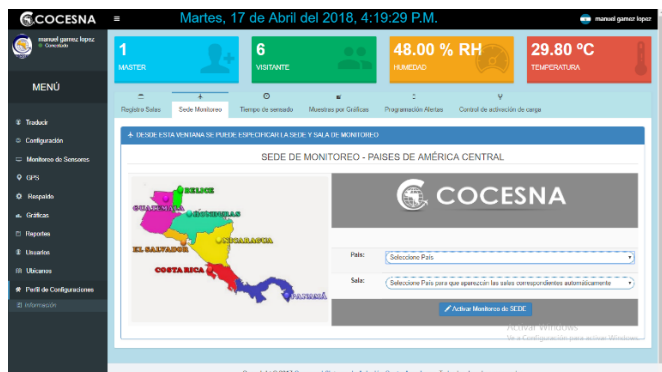 COCESNA
Martes, 17 de Abril del 2018, 4:19:29 P.M.
manuel gamez lopez
manuel gamez lopez
Conectado
1
MASTER
6
VISITANTE
48.00 % RH
HUMEDAD
29.80 ºC
TEMPERATURA
MENÚ
Traducir
Configuración
Monitoreo de Sensores
GPS
Respaldo
Gráficas
Reportes
Usuarios
Ubícanos
Perfil de Configuraciones
Información
Registro Salas
Sede Monitoreo
Tiempo de sensado
Muestras por Gráficas
Programación Alertas
Control de activación de carga
DESDE ESTA VENTANA SE PUEDE ESPECIFICAR LA SEDE Y SALA DE MONITOREO
SEDE DE MONITOREO - PAISES DE AMÉRICA CENTRAL
BELICE
GUATEMALA
HONDURAS
NICARAGUA
EL SALVADOR
COSTA RICA
PANAMÁ
COCESNA
País:
Seleccione País
Sala:
Seleccione País para que aparezcán las salas correspondientes automáticamente
Activar Monitoreo de SEDE
Activar Windows
Ve a Configuración para activar Windows.